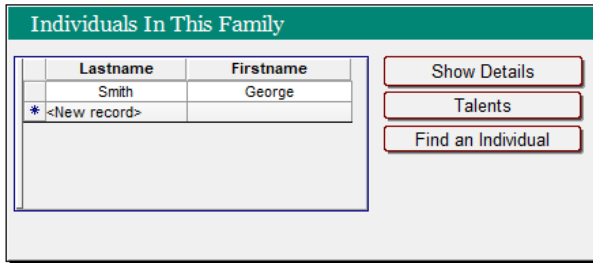 Individuals In This Family
Lastname Firstname
Smith George
* <New record>
Show Details
Talents
Find an Individual